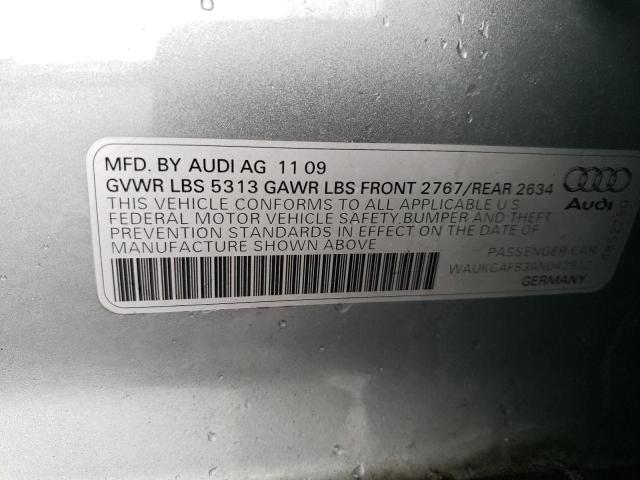 MFD. BY AUDI AG 11 09
GVWR LBS 5313 GAWR LBS FRONT 2767/REAR 2634
THIS VEHICLE CONFORMS TO ALL APPLICABLE U S
FEDERAL MOTOR VEHICLE SAFETY,BUMPER AND THEFT
PREVENTION STANDARDS IN EFFECT ON THE DATE OF
MANUFACTURE SHOWN ABOVE
Audi
PASSENGER CAR
GERMANY